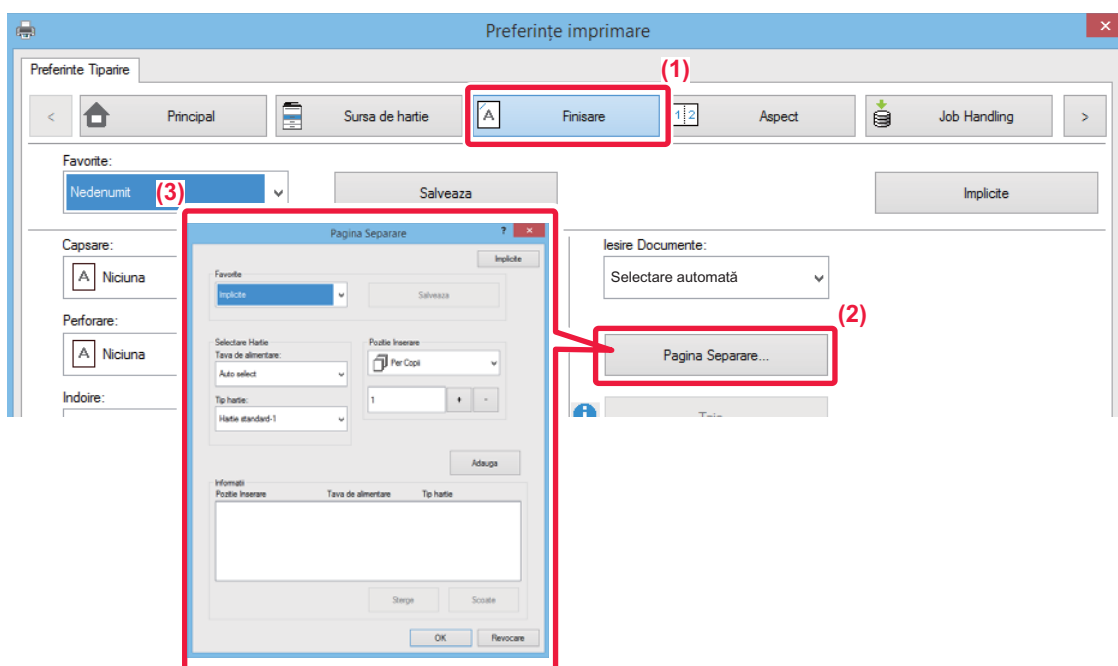 Preferințe imprimare
Preferinte Tiparire
(1)
< Principal Sursa de hartie A Finisare 1 2 Aspect Job Handling >
Favorite:
Nedenumit (3) Salveaza Implicite
Capsare:
A Niciuna
Perforare:
A Niciuna
Indoire:
Iesire Documente:
Selectare automată
(2)
Pagina Separare...
Pagina Separare ?
Implicite
Favorite
Implicite Salveaza
Selectare Hartie
Tava de alimentare:
Auto select
Tip hartie:
Hartie standard-1
Pozitie Inserare
Per Copii
1 + -
Adauga
Informatii
Pozitie Inserare Tava de alimentare Tip hartie
Sterge Scoate
OK Revocare